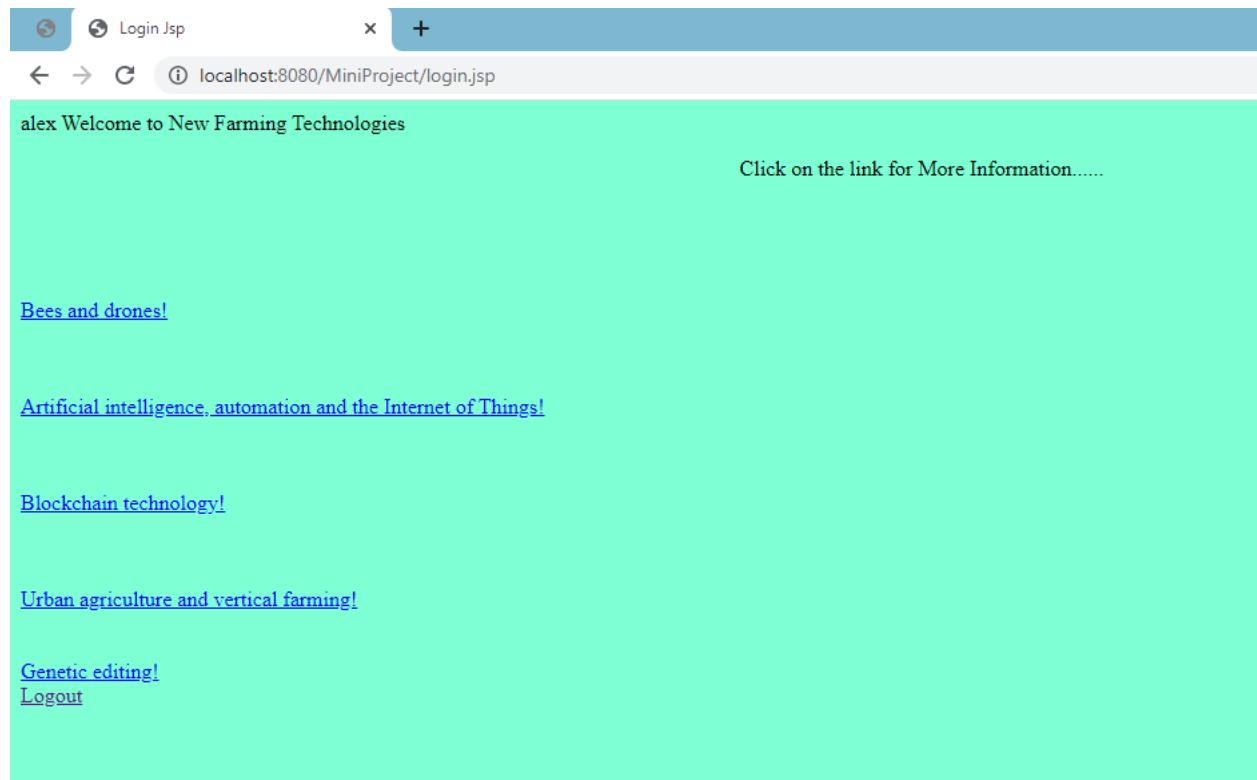 Login Jsp
localhost:8080/MiniProject/login.jsp
alex Welcome to New Farming Technologies
Click on the link for More Information......
Bees and drones!
Artificial intelligence, automation and the Internet of Things!
Blockchain technology!
Urban agriculture and vertical farming!
Genetic editing!
Logout